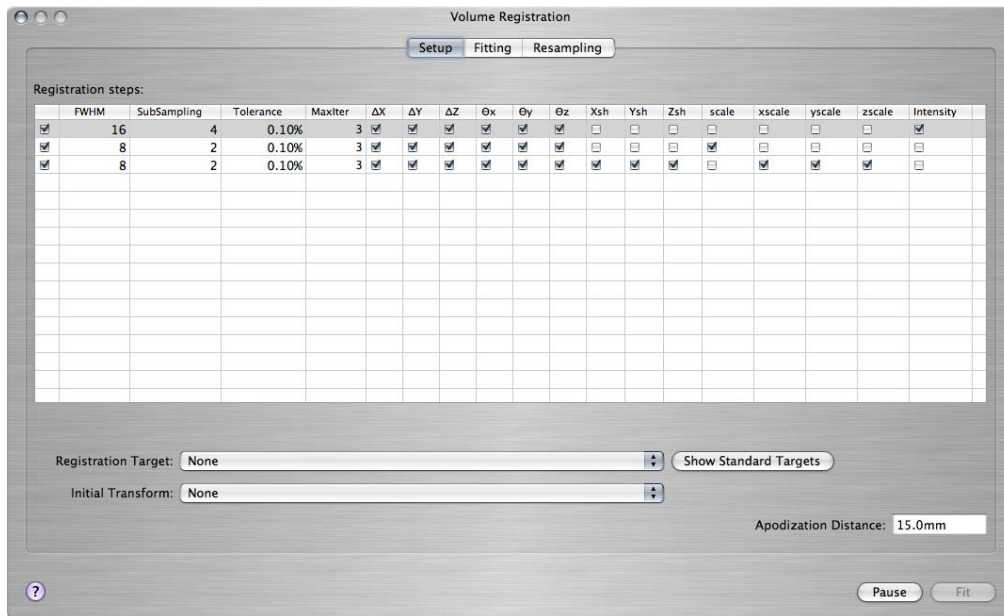 Volume Registration
Setup Fitting Resampling
Registration steps:
FWHM SubSampling Tolerance MaxIter ΔX ΔY ΔZ Θx Θy Θz Xsh Ysh Zsh scale xscale yscale zscale Intensity
16 4 0.10% 3
8 2 0.10% 3
8 2 0.10% 3
Registration Target: None Show Standard Targets
Initial Transform: None
Apodization Distance: 15.0mm
? Pause Fit